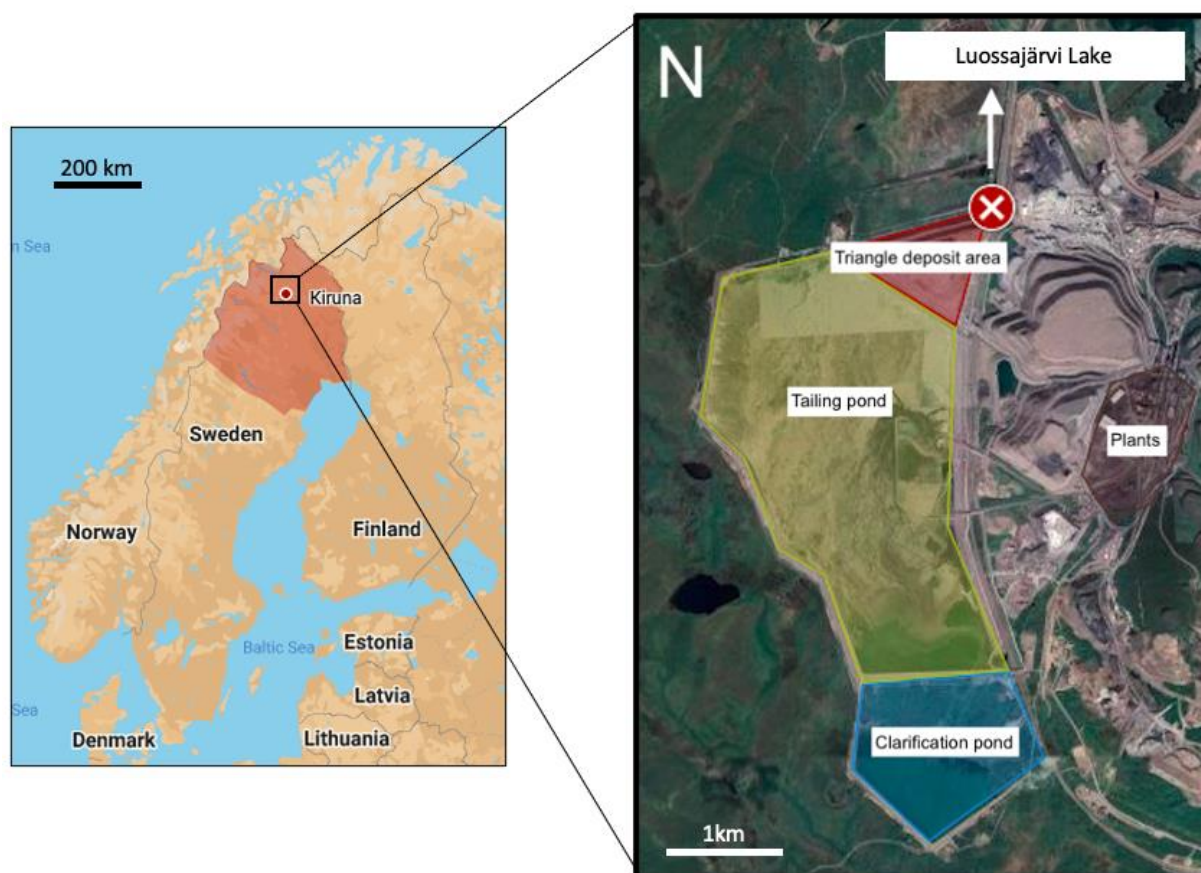 200 km
n Sea
Kiruna
Sweden
Norway
Finland
Baltic Sea
Estonia
Latvia
Sea
Denmark
Lithuania
N
Luossajärvi Lake
Triangle deposit area
Tailing pond
Plants
Clarification pond
1km